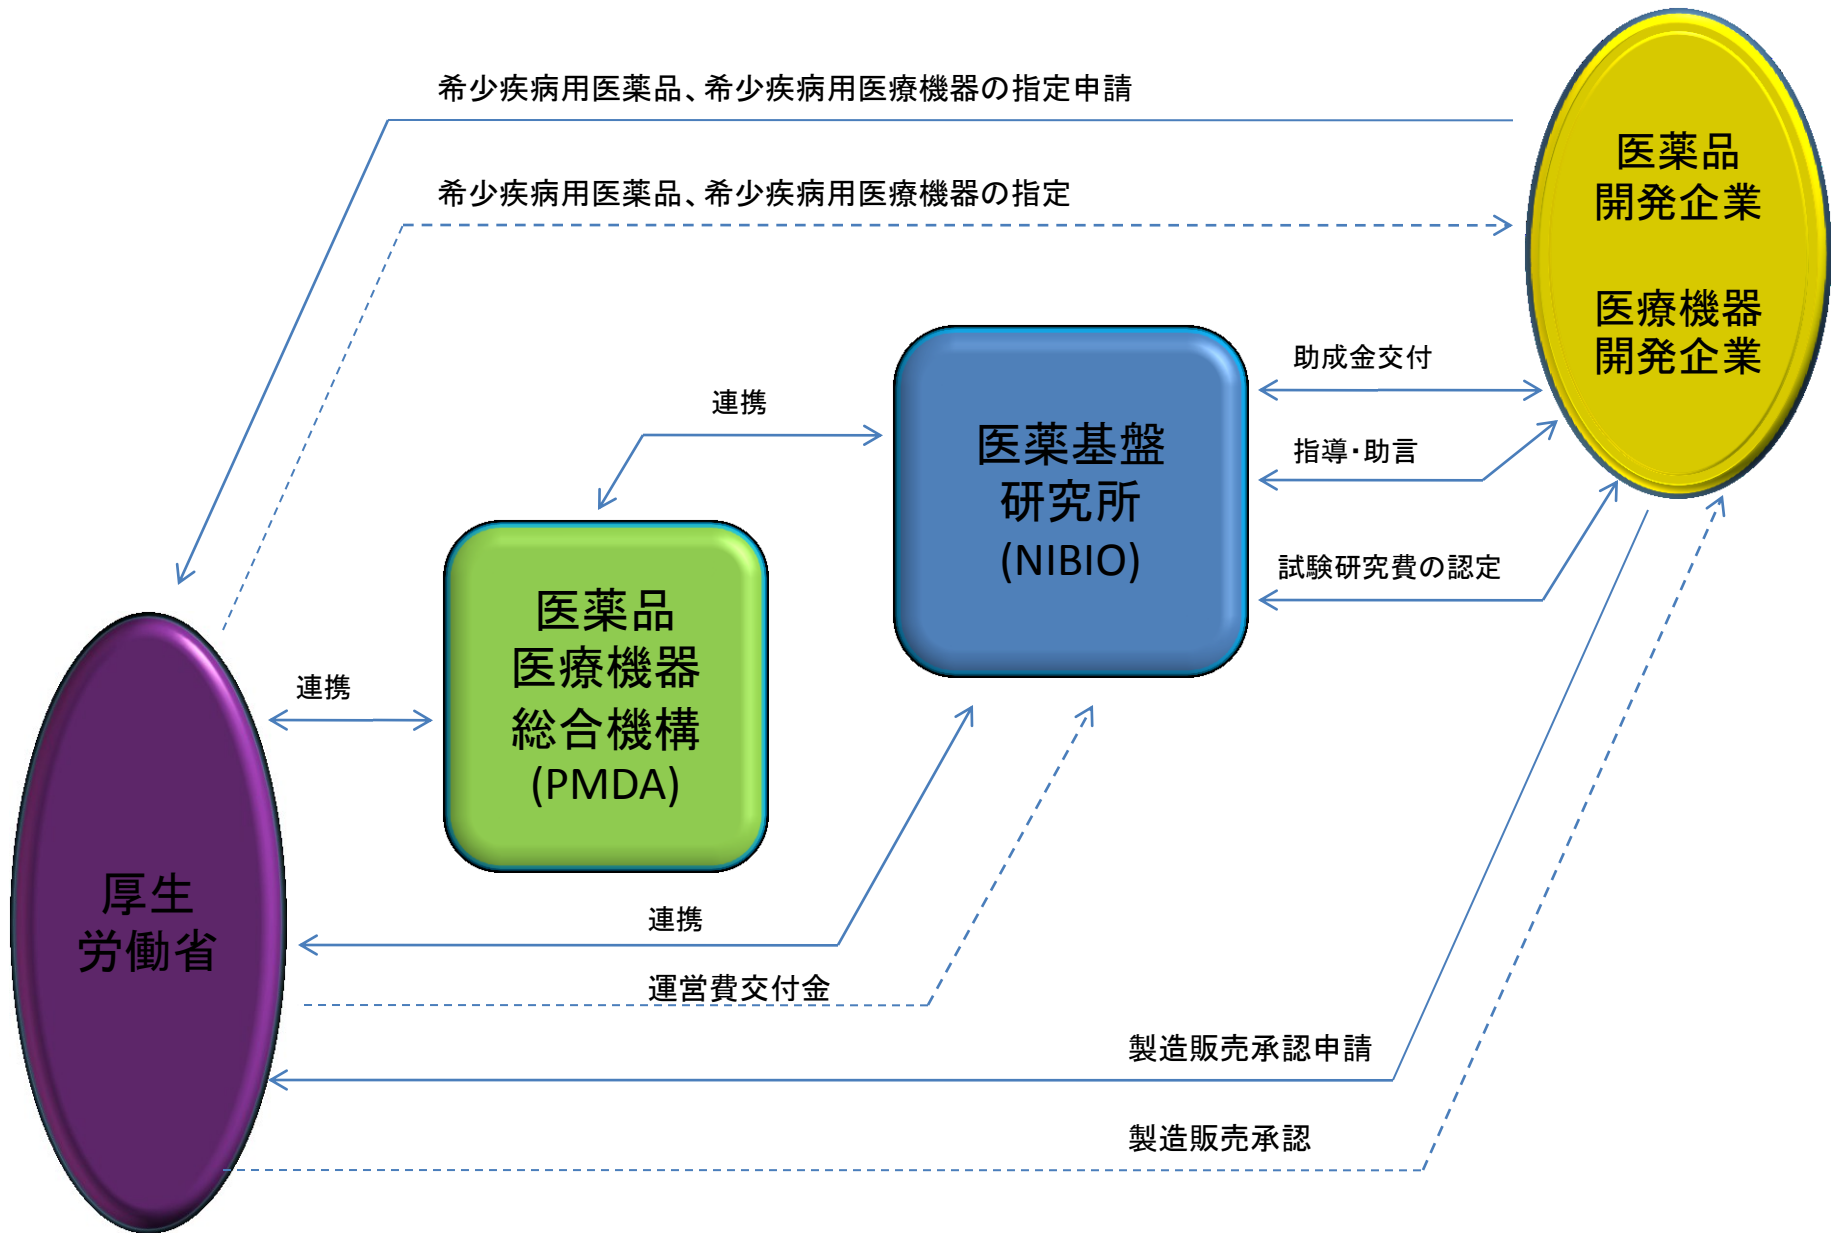 希少疾病用医薬品、希少疾病用医療機器の指定申請
希少疾病用医薬品、希少疾病用医療機器の指定
医薬品
開発企業
医療機器
開発企業
助成金交付
指導・助言
試験研究費の認定
連携
医薬基盤
研究所
(NIBIO)
医薬品
医療機器
総合機構
(PMDA)
連携
厚生
労働省
連携
運営費交付金
製造販売承認申請
製造販売承認